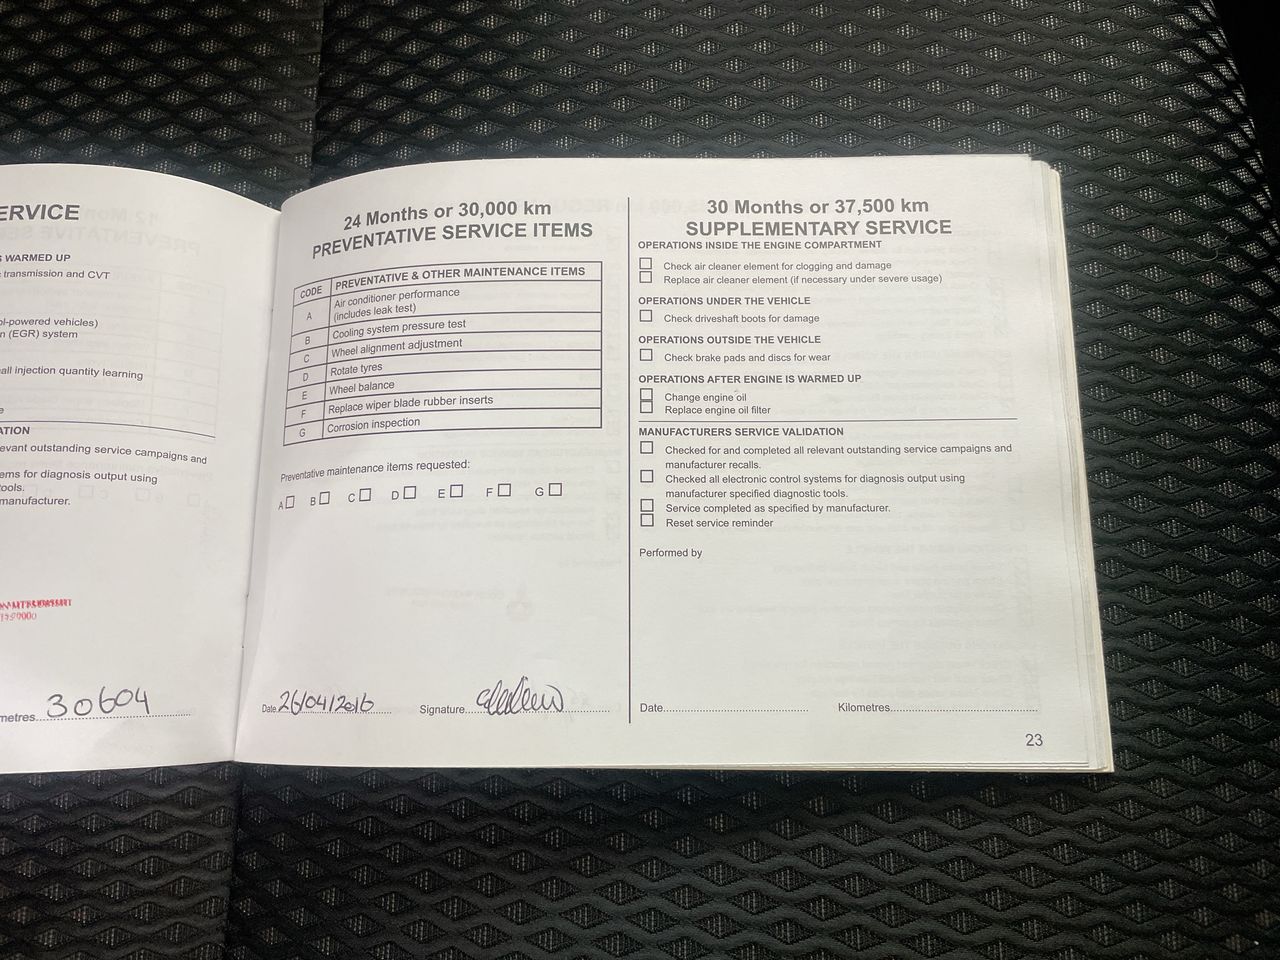 ERVICE
S WARMED UP
transmission and CVT
ol-powered vehicles)
n (EGR) system
all injection quantity learning
e
ATION
evant outstanding service campaigns and
ems for diagnosis output using
ools.
manufacturer.
metres 30604
24 Months or 30,000 km
PREVENTATIVE SERVICE ITEMS
CODE PREVENTATIVE & OTHER MAINTENANCE ITEMS
A Air conditioner performance
(includes leak test)
B Cooling system pressure test
C Wheel alignment adjustment
D Rotate tyres
E Wheel balance
F Replace wiper blade rubber inserts
G Corrosion inspection
Preventative maintenance items requested:
A B C D E F G
Date 26/04/2016 Signature
30 Months or 37,500 km
SUPPLEMENTARY SERVICE
OPERATIONS INSIDE THE ENGINE COMPARTMENT
Check air cleaner element for clogging and damage
Replace air cleaner element (if necessary under severe usage)
OPERATIONS UNDER THE VEHICLE
Check driveshaft boots for damage
OPERATIONS OUTSIDE THE VEHICLE
Check brake pads and discs for wear
OPERATIONS AFTER ENGINE IS WARMED UP
Change engine oil
Replace engine oil filter
MANUFACTURERS SERVICE VALIDATION
Checked for and completed all relevant outstanding service campaigns and
manufacturer recalls.
Checked all electronic control systems for diagnosis output using
manufacturer specified diagnostic tools.
Service completed as specified by manufacturer.
Reset service reminder
Performed by
Date Kilometres
23